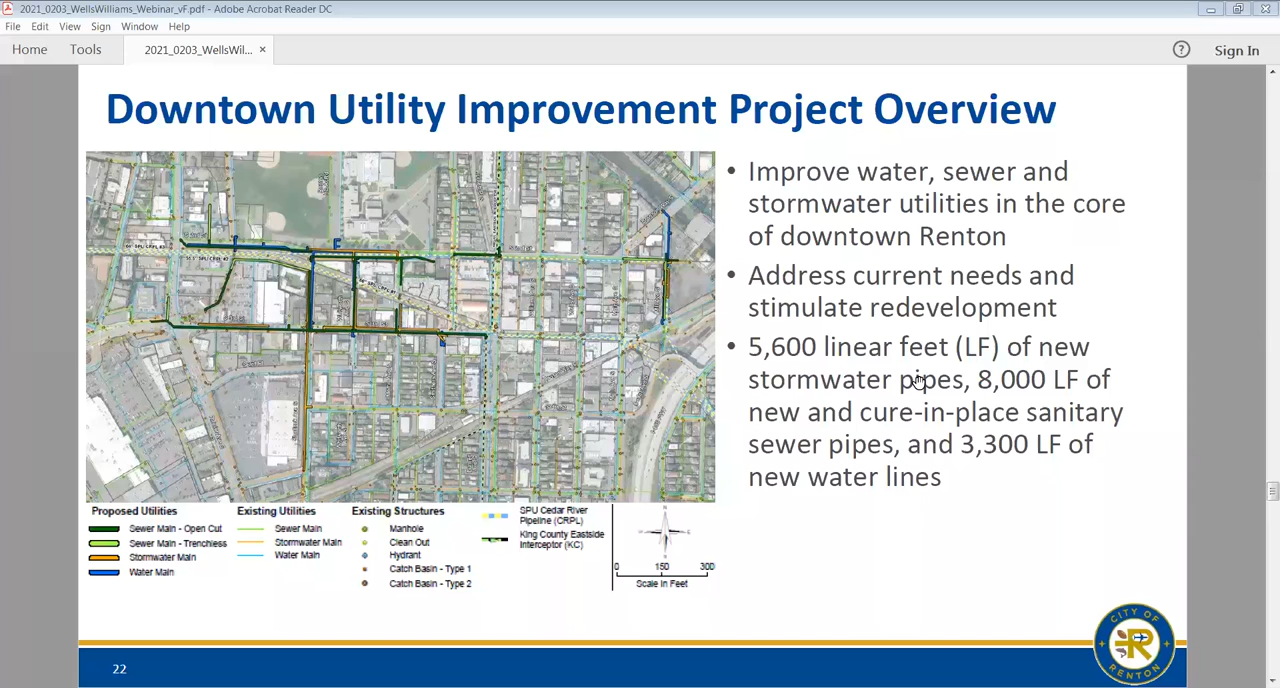 2021_0203_WellsWilliams_Webinar_vF.pdf - Adobe Acrobat Reader DC
File Edit View Sign Window Help
Home Tools 2021_0203_WellsWil... × ? Sign In
Downtown Utility Improvement Project Overview
• Improve water, sewer and
stormwater utilities in the core
of downtown Renton
• Address current needs and
stimulate redevelopment
• 5,600 linear feet (LF) of new
stormwater pipes, 8,000 LF of
new and cure-in-place sanitary
sewer pipes, and 3,300 LF of
new water lines
Proposed Utilities
Sewer Main - Open Cut
Sewer Main - Trenchless
Stormwater Main
Water Main
Existing Utilities
Sewer Main
Stormwater Main
Water Main
Existing Structures
Manhole
Clean Out
Hydrant
Catch Basin - Type 1
Catch Basin - Type 2
SPU Cedar River
Pipeline (CRPL)
King County Eastside
Interceptor (KC)
0 150 300
Scale In Feet
22
CITY OF
R
RENTON